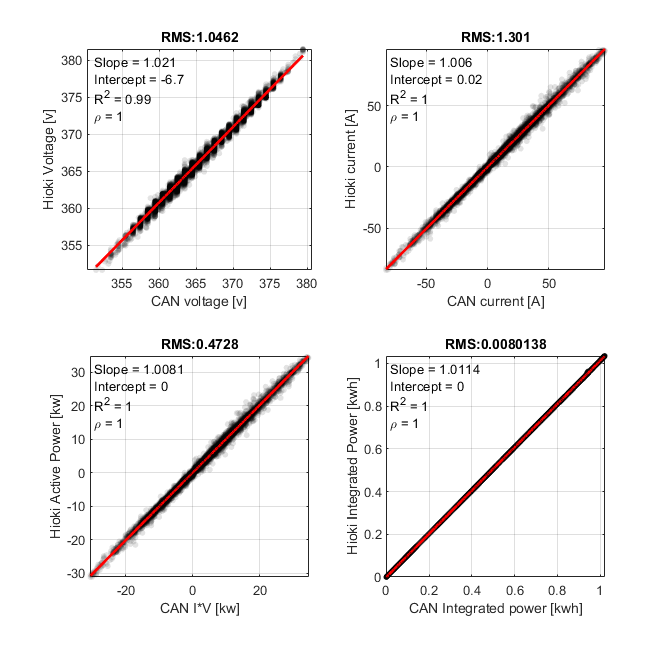 RMS:1.0462
Slope = 1.021
Intercept = -6.7
R² = 0.99
ρ = 1
380
375
370
365
360
355
Hioki Voltage [v]
355
360
365
370
375
380
CAN voltage [v]
RMS:1.301
Slope = 1.006
Intercept = 0.02
R² = 1
ρ = 1
50
0
-50
Hioki current [A]
-50
0
50
CAN current [A]
RMS:0.4728
Slope = 1.0081
Intercept = 0
R² = 1
ρ = 1
30
20
10
0
-10
-20
-30
Hioki Active Power [kw]
-20
0
20
CAN I*V [kw]
RMS:0.0080138
Slope = 1.0114
Intercept = 0
R² = 1
ρ = 1
1
0.8
0.6
0.4
0.2
0
Hioki Integrated Power [kwh]
0
0.2
0.4
0.6
0.8
1
CAN Integrated power [kwh]